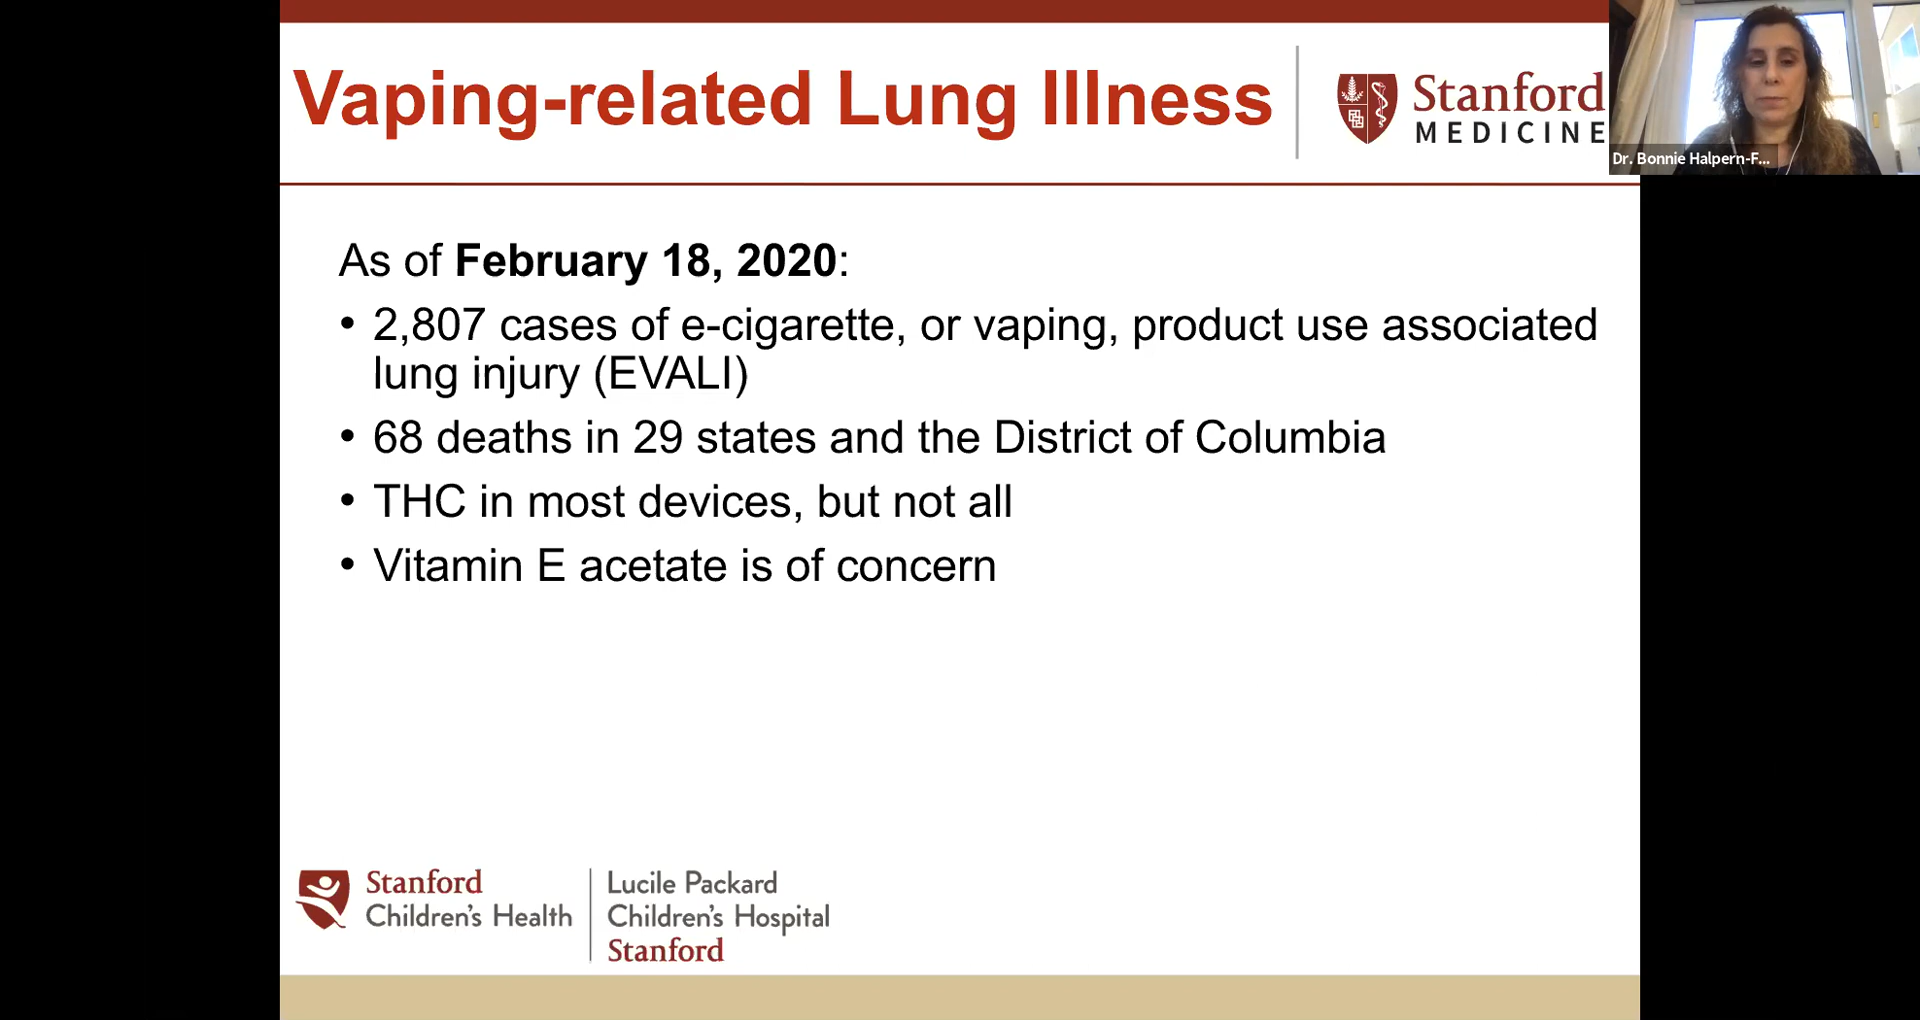 Vaping-related Lung Illness
Stanford
MEDICINE
Dr. Bonnie Halpern-F...
As of February 18, 2020:
• 2,807 cases of e-cigarette, or vaping, product use associated
lung injury (EVALI)
• 68 deaths in 29 states and the District of Columbia
• THC in most devices, but not all
• Vitamin E acetate is of concern
Stanford
Children's Health
Lucile Packard
Children's Hospital
Stanford